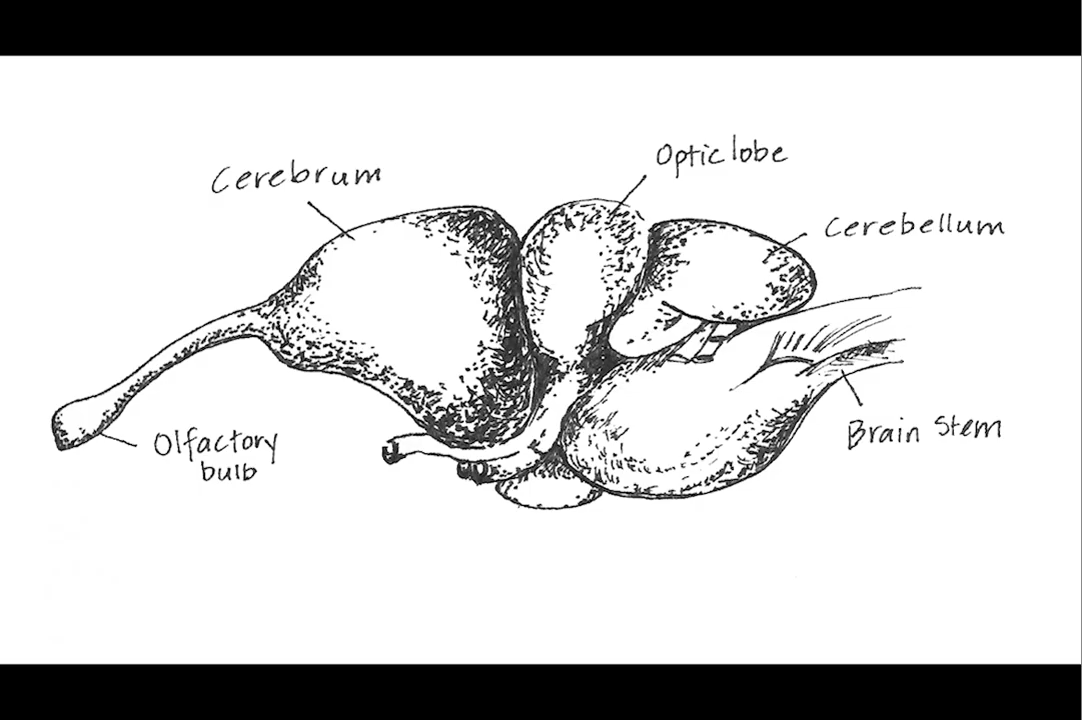 Cerebrum
Optic lobe
Cerebellum
Olfactory
bulb
Brain Stem